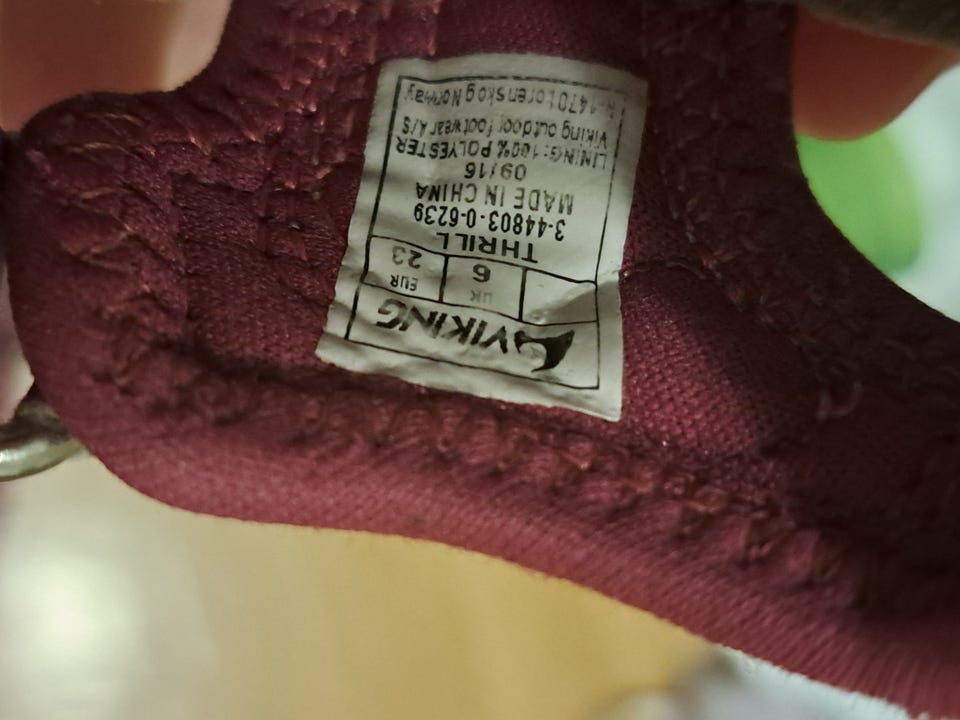 VIKING
UK EUR
6 23
THRILL
3-44803-0-6239
MADE IN CHINA
09/16
LINING: 100% POLYESTER
Viking outdoor footwear A/S
1470 Lorenskog Norway